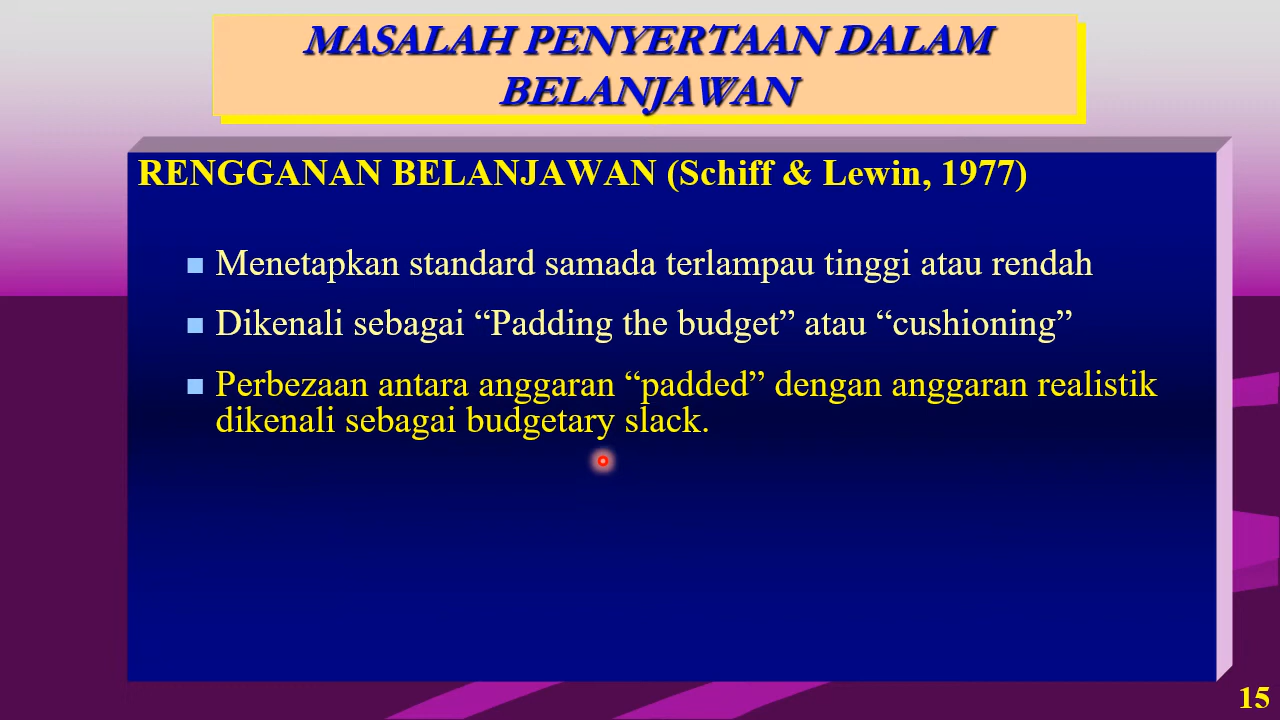 MASALAH PENYERTAAN DALAM
BELANJAWAN
RENGGANAN BELANJAWAN (Schiff & Lewin, 1977)
Menetapkan standard samada terlampau tinggi atau rendah
Dikenali sebagai “Padding the budget” atau “cushioning”
Perbezaan antara anggaran “padded” dengan anggaran realistik
dikenali sebagai budgetary slack.
15